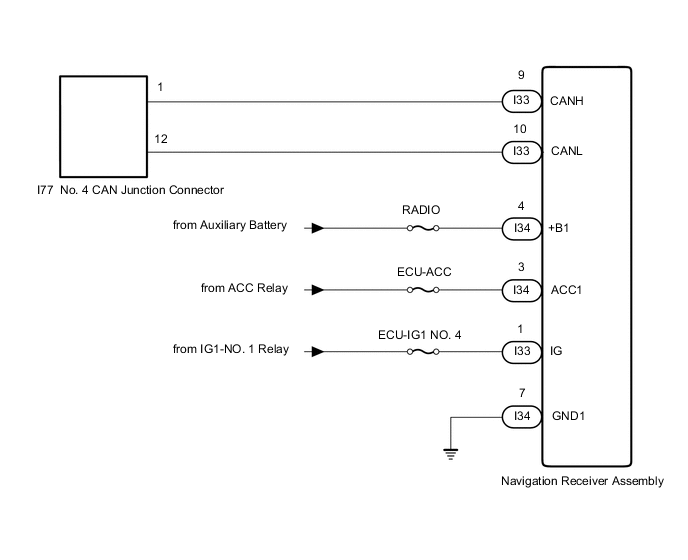 9
1
I33 CANH
10
12
I33 CANL
I77 No. 4 CAN Junction Connector
RADIO
4
from Auxiliary Battery
I34 +B1
ECU-ACC
3
from ACC Relay
I34 ACC1
ECU-IG1 NO. 4
1
from IG1-NO. 1 Relay
I33 IG
7
I34 GND1
Navigation Receiver Assembly